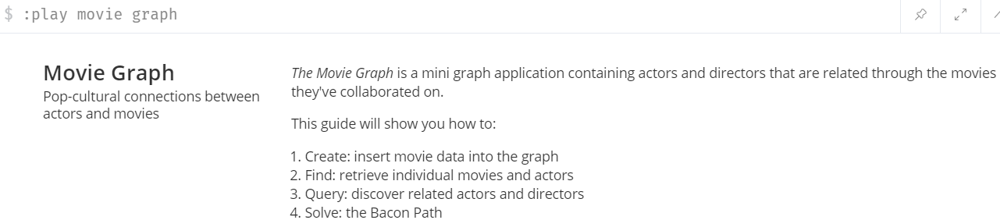 $ :play movie graph
Movie Graph
Pop-cultural connections between
actors and movies
The Movie Graph is a mini graph application containing actors and directors that are related through the movies
they've collaborated on.
This guide will show you how to:
1. Create: insert movie data into the graph
2. Find: retrieve individual movies and actors
3. Query: discover related actors and directors
4. Solve: the Bacon Path